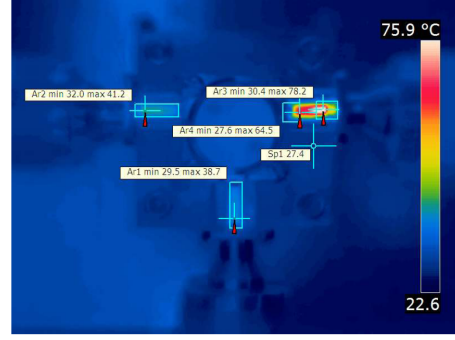 75.9 °C
Ar2 min 32.0 max 41.2
Ar3 min 30.4 max 78.2
Ar4 min 27.6 max 64.5
Sp1 27.4
Ar1 min 29.5 max 38.7
22.6